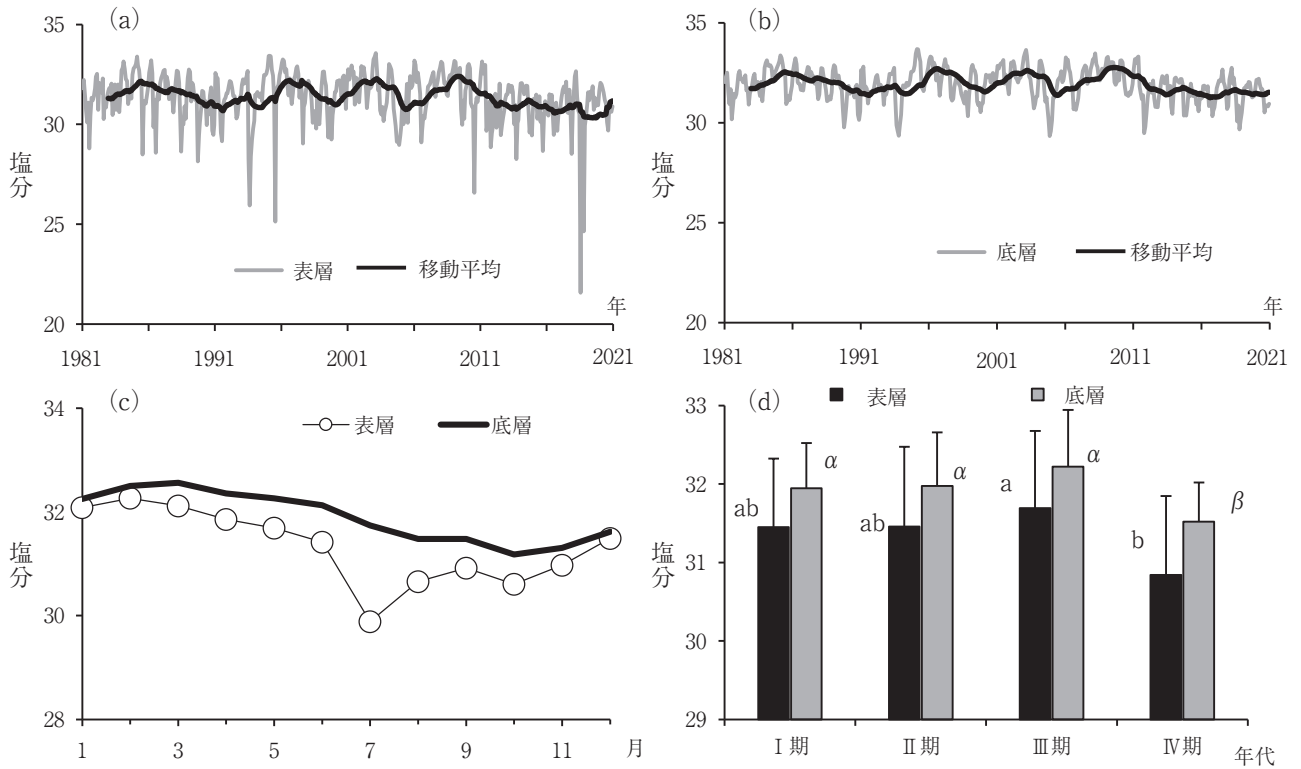 (a)
35
30
25
20
塩分
表層 移動平均
年
1981 1991 2001 2011 2021
(b)
35
30
25
20
塩分
底層 移動平均
年
1981 1991 2001 2011 2021
(c)
34
32
30
28
塩分
表層 底層
1 3 5 7 9 11 月
(d)
表層 底層
33
32
31
30
29
塩分
ab α ab α a α b β
Ⅰ期 Ⅱ期 Ⅲ期 Ⅳ期 年代